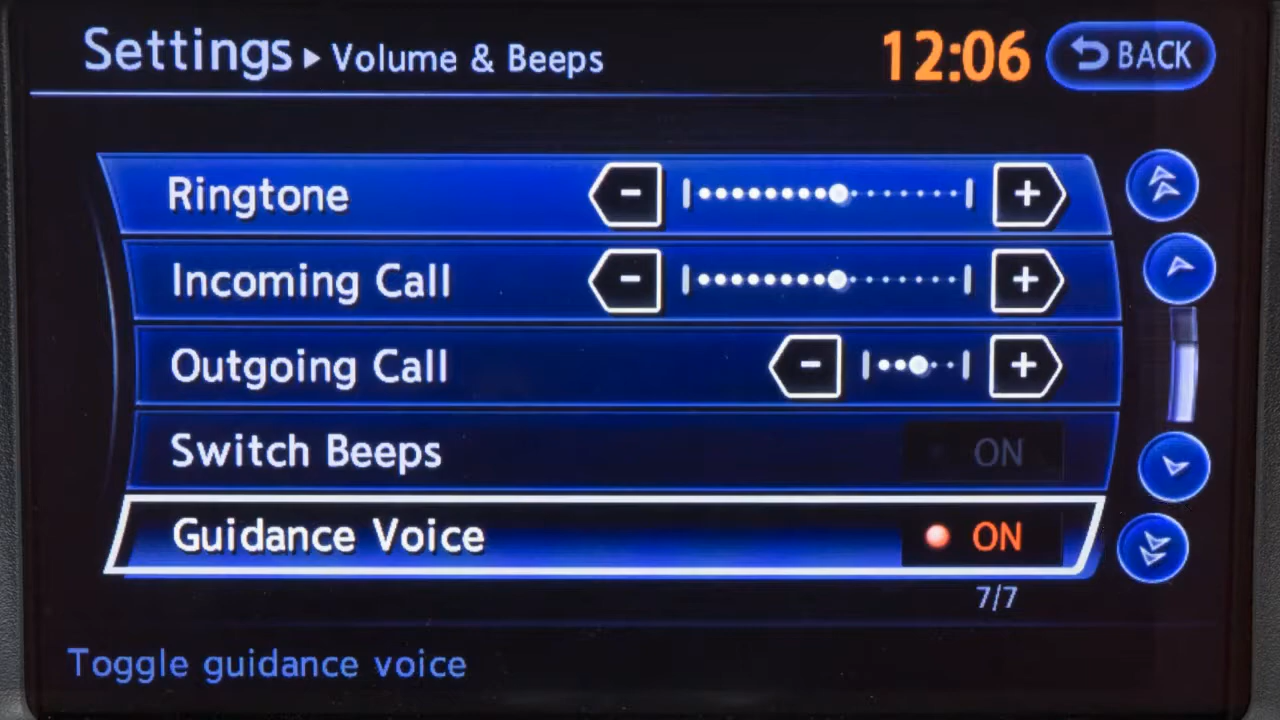 Settings ▸ Volume & Beeps
12:06
BACK
Ringtone - +
Incoming Call - +
Outgoing Call - +
Switch Beeps ON
Guidance Voice ON
7/7
Toggle guidance voice